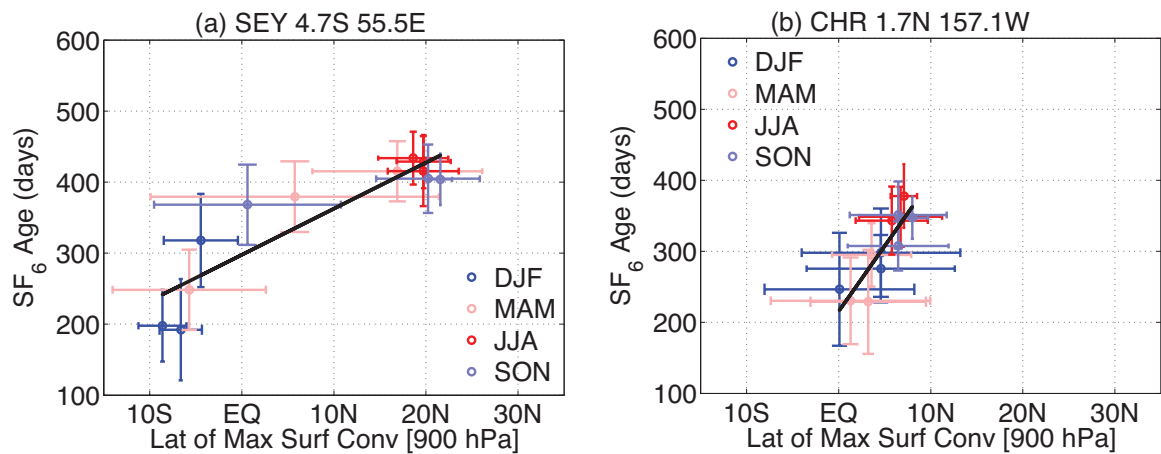 (a) SEY 4.7S 55.5E
600
500
400
300
200
100
SF6 Age (days)
DJF
MAM
JJA
SON
10S EQ 10N 20N 30N
Lat of Max Surf Conv [900 hPa]
(b) CHR 1.7N 157.1W
600
500
400
300
200
100
SF6 Age (days)
DJF
MAM
JJA
SON
10S EQ 10N 20N 30N
Lat of Max Surf Conv [900 hPa]